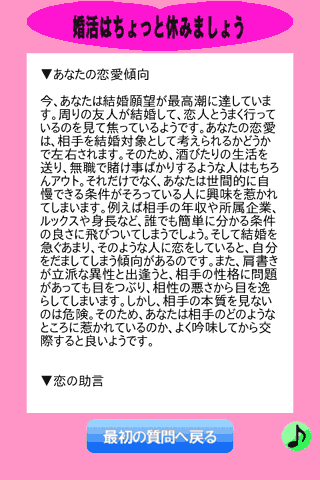 婚活はちょっと休みましょう
▼あなたの恋愛傾向
今、あなたは結婚願望が最高潮に達していま
す。周りの友人が結婚して、恋人とうまく行って
いるのを見て焦っているようです。あなたの恋愛
は、相手を結婚対象として考えられるかどうか
で左右されます。そのため、酒びたりの生活を
送り、無職で賭け事ばかりするような人はもちろ
んアウト。それだけでなく、あなたは世間的に自
慢できる条件がそろっている人に興味を惹かれ
てしまいます。例えば相手の年収や所属企業、
ルックスや身長など、誰でも簡単に分かる条件
の良さに飛びついてしまうでしょう。そして結婚を
急ぐあまり、そのような人に恋をしていると、自分
をだましてしまう傾向があるのです。また、肩書き
が立派な異性と出逢うと、相手の性格に問題
があっても目をつぶり、相性の悪さから目を逸
らしてしまいます。しかし、相手の本質を見ない
のは危険。そのため、あなたは相手のどのような
ところに惹かれているのか、よく吟味してから交
際すると良いようです。
▼恋の助言
最初の質問へ戻る